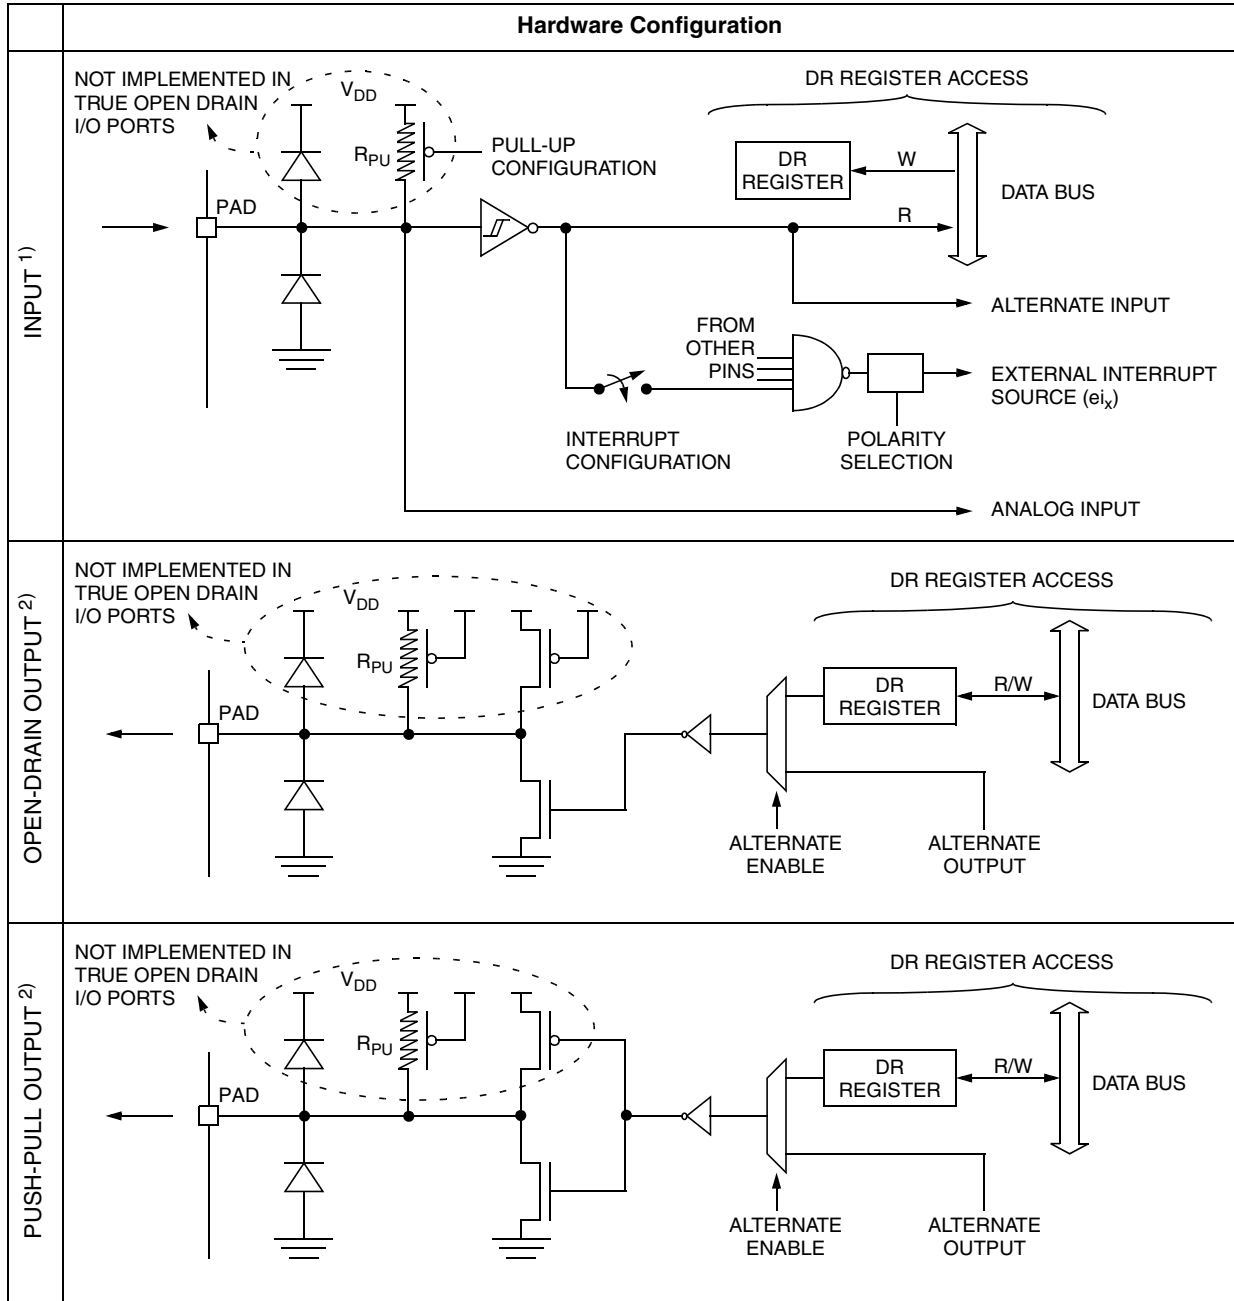 Hardware Configuration
INPUT 1)
NOT IMPLEMENTED IN
TRUE OPEN DRAIN
I/O PORTS
VDD
RPU
PULL-UP
CONFIGURATION
PAD
DR REGISTER ACCESS
DR
REGISTER
W
R
DATA BUS
ALTERNATE INPUT
FROM
OTHER
PINS
EXTERNAL INTERRUPT
SOURCE (eix)
INTERRUPT
CONFIGURATION
POLARITY
SELECTION
ANALOG INPUT
OPEN-DRAIN OUTPUT 2)
NOT IMPLEMENTED IN
TRUE OPEN DRAIN
I/O PORTS
VDD
RPU
PAD
DR REGISTER ACCESS
DR
REGISTER
R/W
DATA BUS
ALTERNATE
ENABLE
ALTERNATE
OUTPUT
PUSH-PULL OUTPUT 2)
NOT IMPLEMENTED IN
TRUE OPEN DRAIN
I/O PORTS
VDD
RPU
PAD
DR REGISTER ACCESS
DR
REGISTER
R/W
DATA BUS
ALTERNATE
ENABLE
ALTERNATE
OUTPUT